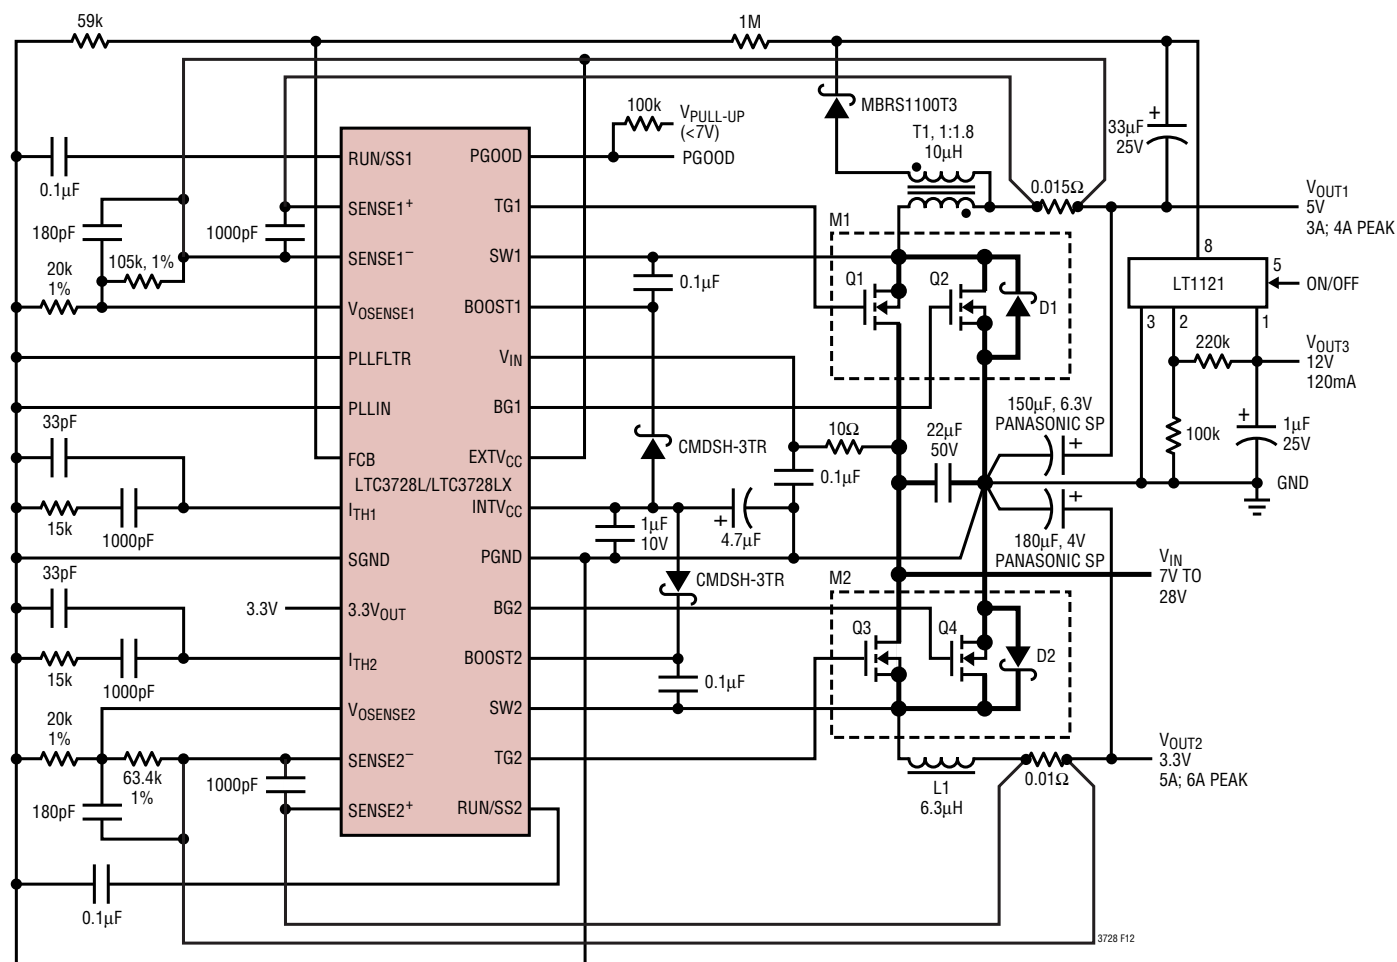 59k
1M
MBRS1100T3
33µF
25V
100k
VPULL-UP
(<7V)
PGOOD
T1, 1:1.8
10µH
0.015Ω
VOUT1
5V
3A; 4A PEAK
0.1µF
RUN/SS1
PGOOD
180pF
1000pF
SENSE1+
TG1
M1
20k
1%
105k, 1%
SENSE1−
SW1
0.1µF
Q1
Q2
D1
8
LT1121
5
ON/OFF
3
2
1
VOSENSE1
BOOST1
220k
VOUT3
12V
120mA
PLLFLTR
VIN
PLLIN
BG1
10Ω
22µF
50V
150µF, 6.3V
PANASONIC SP
100k
1µF
25V
33pF
FCB
EXTVCC
CMDSH-3TR
0.1µF
LTC3728L/LTC3728LX
GND
15k
1000pF
ITH1
INTVCC
1µF
10V
4.7µF
180µF, 4V
PANASONIC SP
SGND
PGND
VIN
7V TO
28V
33pF
CMDSH-3TR
M2
3.3V
3.3VOUT
BG2
Q3
Q4
D2
15k
1000pF
ITH2
BOOST2
0.1µF
20k
1%
VOSENSE2
SW2
63.4k
1%
SENSE2−
TG2
L1
6.3µH
0.01Ω
VOUT2
3.3V
5A; 6A PEAK
180pF
1000pF
SENSE2+
RUN/SS2
0.1µF
3728 F12
+
+
+
+
+